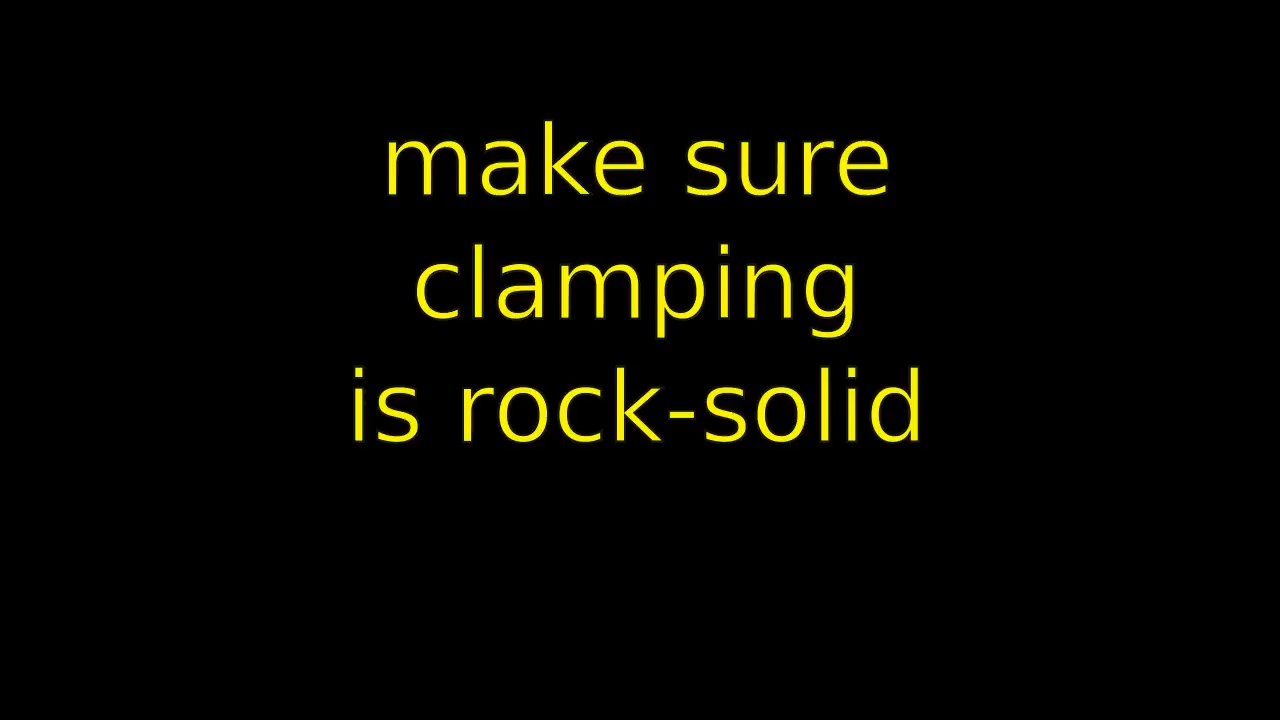 make sure
clamping
is rock-solid